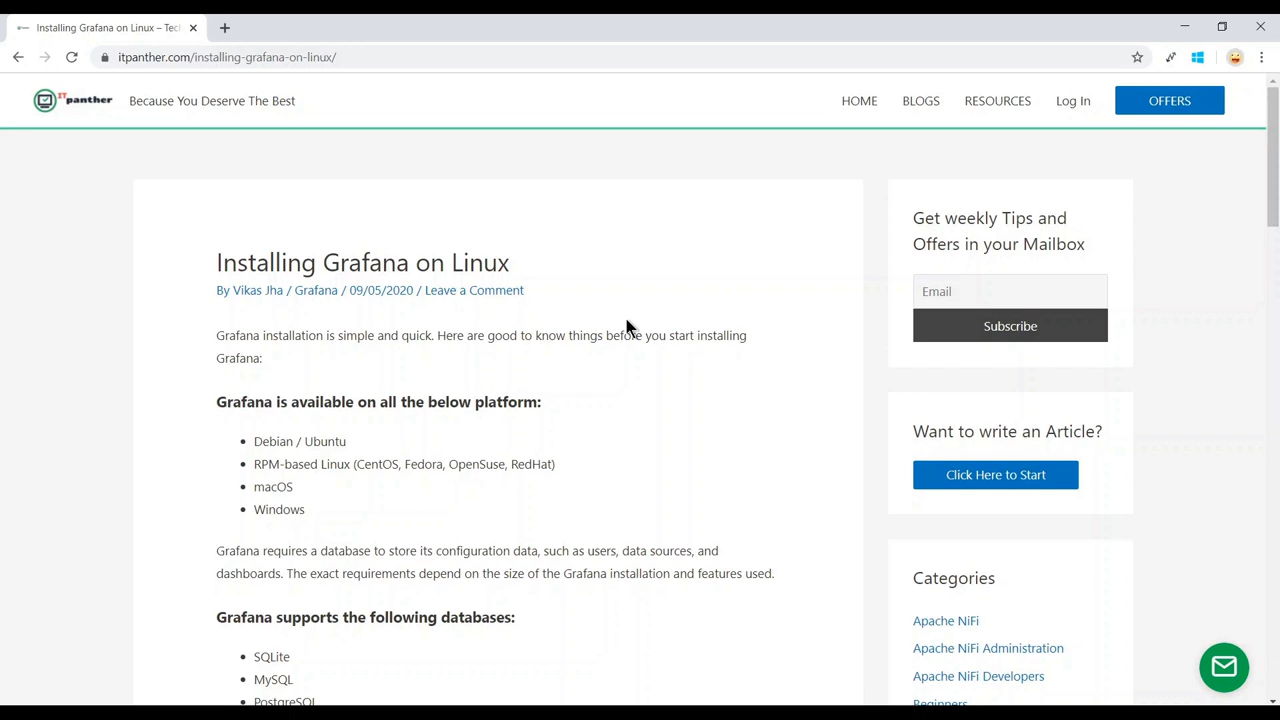 Installing Grafana on Linux – Tec
itpanther.com/installing-grafana-on-linux/
ITpanther
Because You Deserve The Best
HOME
BLOGS
RESOURCES
Log In
OFFERS
Installing Grafana on Linux
By Vikas Jha / Grafana / 09/05/2020 / Leave a Comment
Grafana installation is simple and quick. Here are good to know things before you start installing
Grafana:
Grafana is available on all the below platform:
Debian / Ubuntu
RPM-based Linux (CentOS, Fedora, OpenSuse, RedHat)
macOS
Windows
Grafana requires a database to store its configuration data, such as users, data sources, and
dashboards. The exact requirements depend on the size of the Grafana installation and features used.
Grafana supports the following databases:
SQLite
MySQL
PostgreSQL
Get weekly Tips and
Offers in your Mailbox
Email
Subscribe
Want to write an Article?
Click Here to Start
Categories
Apache NiFi
Apache NiFi Administration
Apache NiFi Developers
Beginners